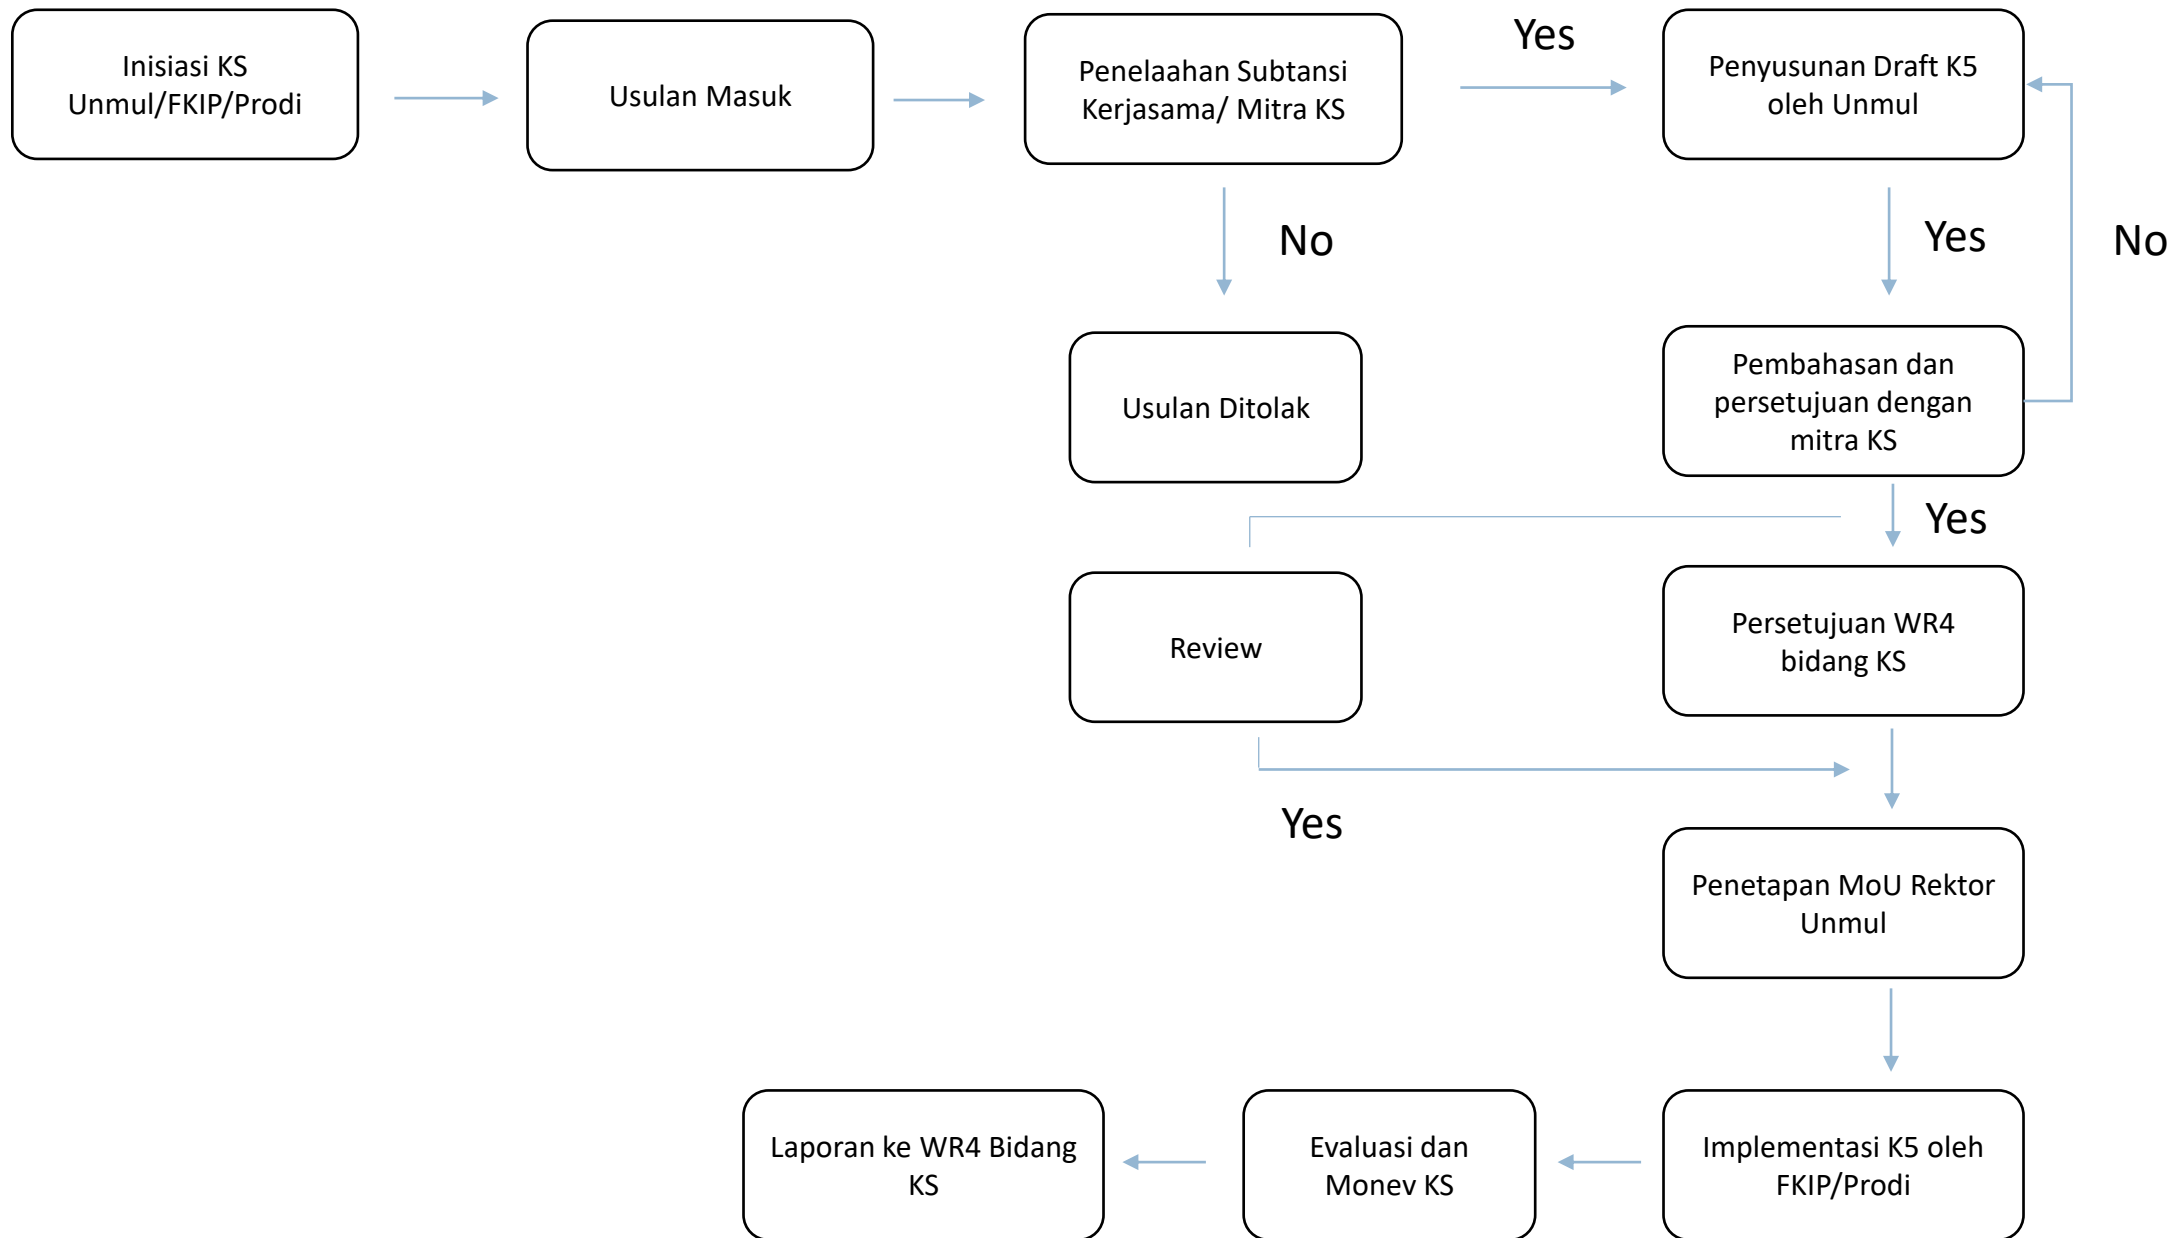 Inisiasi KS
Unmul/FKIP/Prodi
Usulan Masuk
Penelaahan Subtansi
Kerjasama/ Mitra KS
Yes
Penyusunan Draft K5
oleh Unmul
No
Yes
No
Usulan Ditolak
Pembahasan dan
persetujuan dengan
mitra KS
Yes
Review
Persetujuan WR4
bidang KS
Yes
Penetapan MoU Rektor
Unmul
Laporan ke WR4 Bidang
KS
Evaluasi dan
Monev KS
Implementasi K5 oleh
FKIP/Prodi